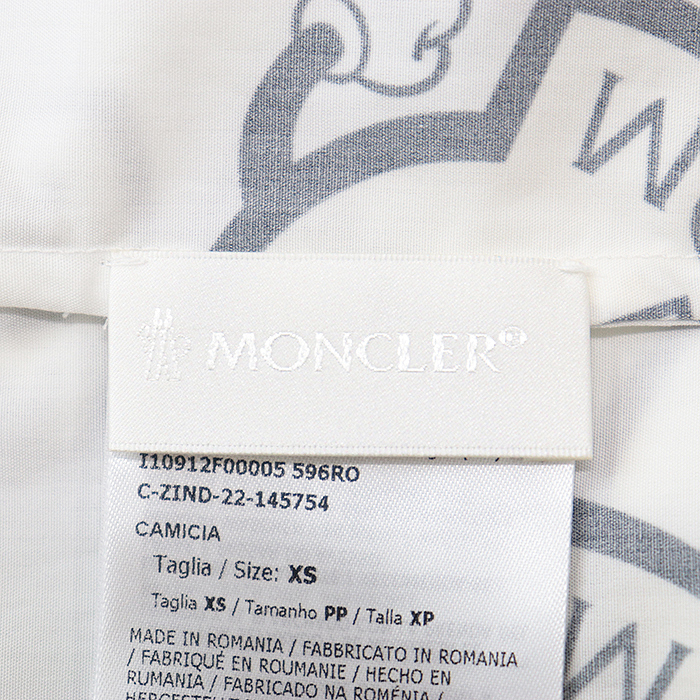 M
MONCLER®
I10912F00005 596RO
C-ZIND-22-145754
CAMICIA
Taglia / Size: XS
Taglia XS / Tamanho PP / Talla XP
MADE IN ROMANIA / FABBRICATO IN ROMANIA
/ FABRIQUÉ EN ROUMANIE / HECHO EN
RUMANIA / FABRICADO NA ROMÉNIA /
M